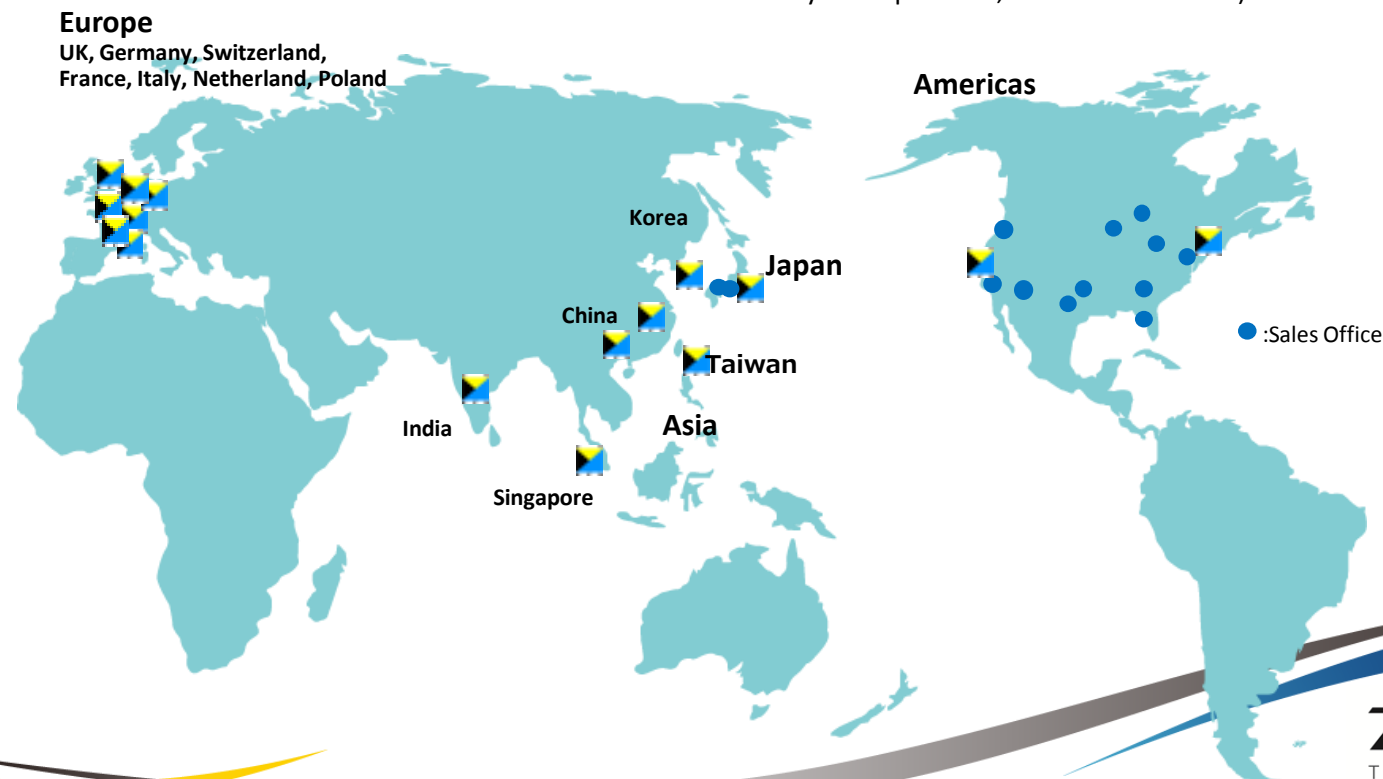 Europe
UK, Germany, Switzerland,
France, Italy, Netherland, Poland
Americas
Korea
Japan
China
:Sales Office
Taiwan
India
Asia
Singapore